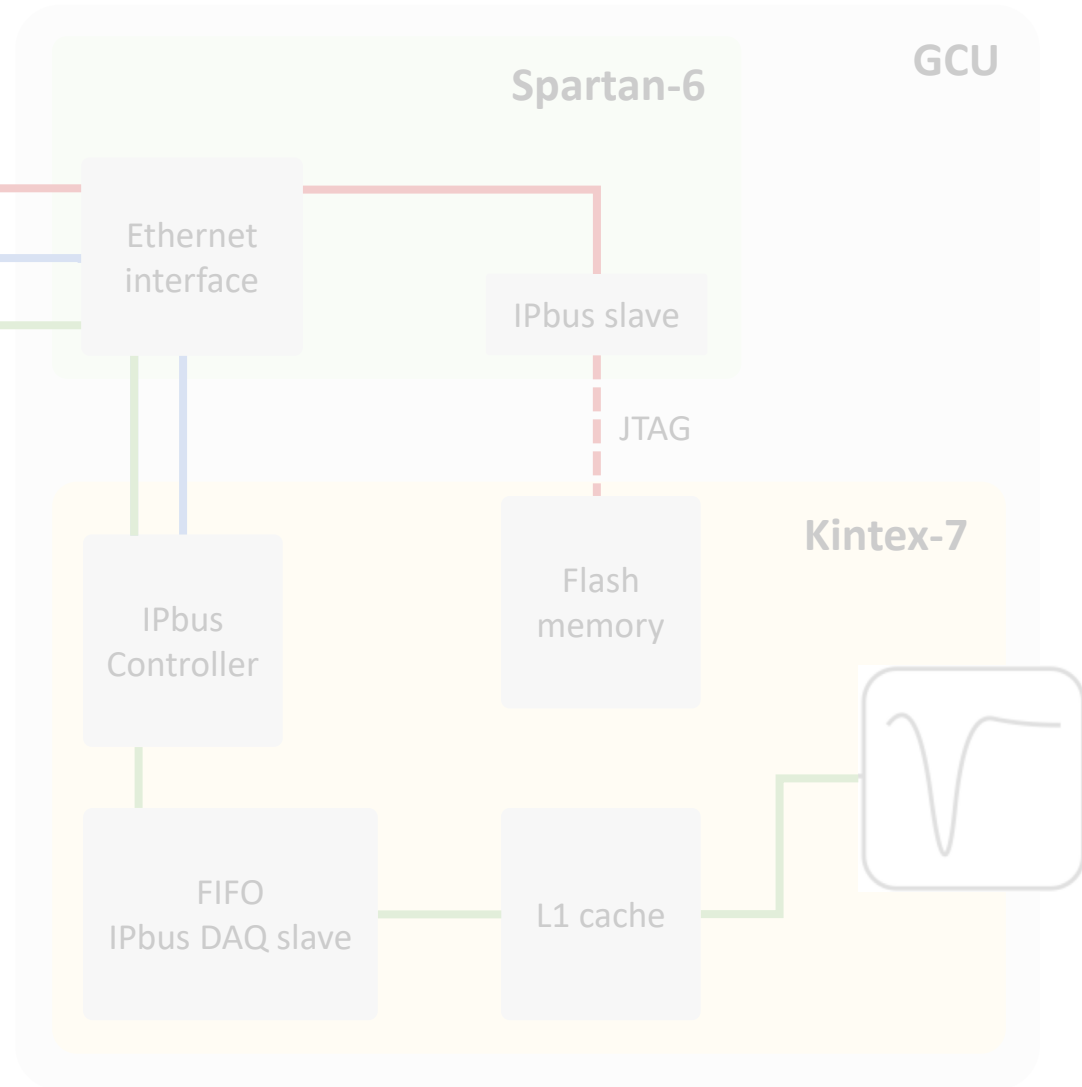 GCU
Spartan-6
Ethernet
interface
IPbus slave
JTAG
Kintex-7
Flash
memory
IPbus
Controller
FIFO
IPbus DAQ slave
L1 cache